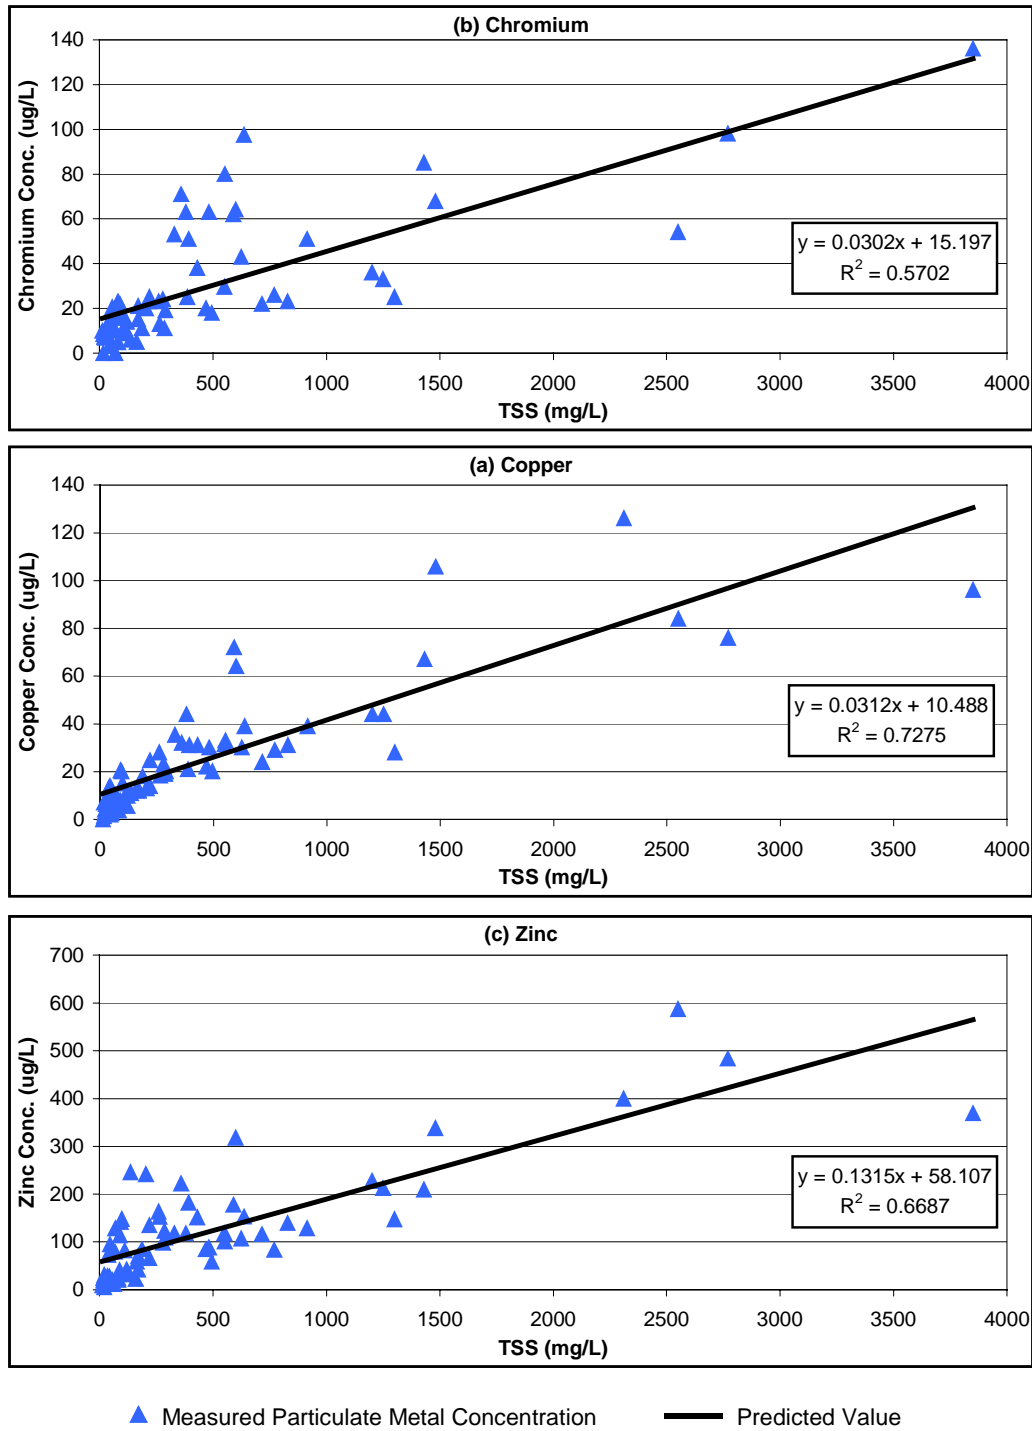 (b) Chromium
Chromium Conc. (ug/L)
140
120
100
80
60
40
20
0
y = 0.0302x + 15.197
R² = 0.5702
0 500 1000 1500 2000 2500 3000 3500 4000
TSS (mg/L)
(a) Copper
Copper Conc. (ug/L)
140
120
100
80
60
40
20
0
y = 0.0312x + 10.488
R² = 0.7275
0 500 1000 1500 2000 2500 3000 3500 4000
TSS (mg/L)
(c) Zinc
Zinc Conc. (ug/L)
700
600
500
400
300
200
100
0
y = 0.1315x + 58.107
R² = 0.6687
0 500 1000 1500 2000 2500 3000 3500 4000
TSS (mg/L)
Measured Particulate Metal Concentration Predicted Value